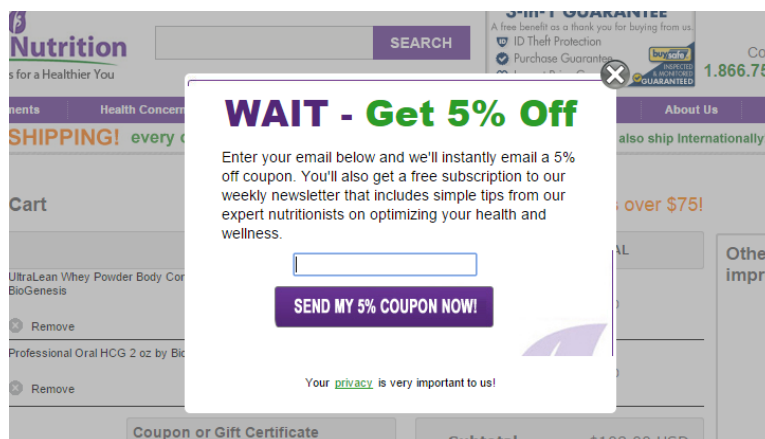 3-in-1 GUARANTEE
A free benefit as a thank you for buying from us.
Nutrition
SEARCH
ID Theft Protection
Purchase Guarantee
buySAFE
INSPECTED
& MONITORED
GUARANTEED
s for a Healthier You
1.866.75
Health Concern
About Us
SHIPPING! every
also ship Internationally
WAIT - Get 5% Off
Enter your email below and we'll instantly email a 5%
off coupon. You'll also get a free subscription to our
weekly newsletter that includes simple tips from our
expert nutritionists on optimizing your health and
wellness.
SEND MY 5% COUPON NOW!
Your privacy is very important to us!
Cart
over $75!
UltraLean Whey Powder Body
BioGenesis
Remove
Professional Oral HCG 2 oz by
Remove
Coupon or Gift Certificate
Subtotal
USD